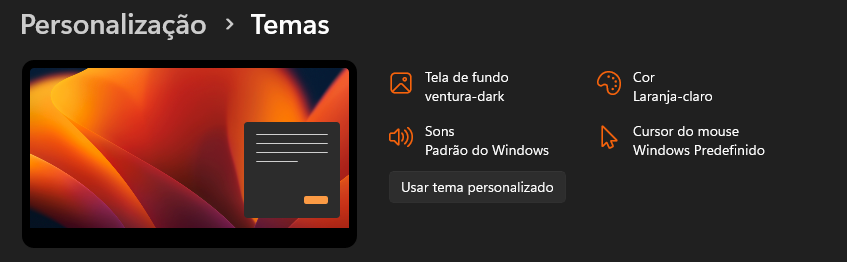 Personalização > Temas
Tela de fundo
ventura-dark
Cor
Laranja-claro
Sons
Padrão do Windows
Cursor do mouse
Windows Predefinido
Usar tema personalizado